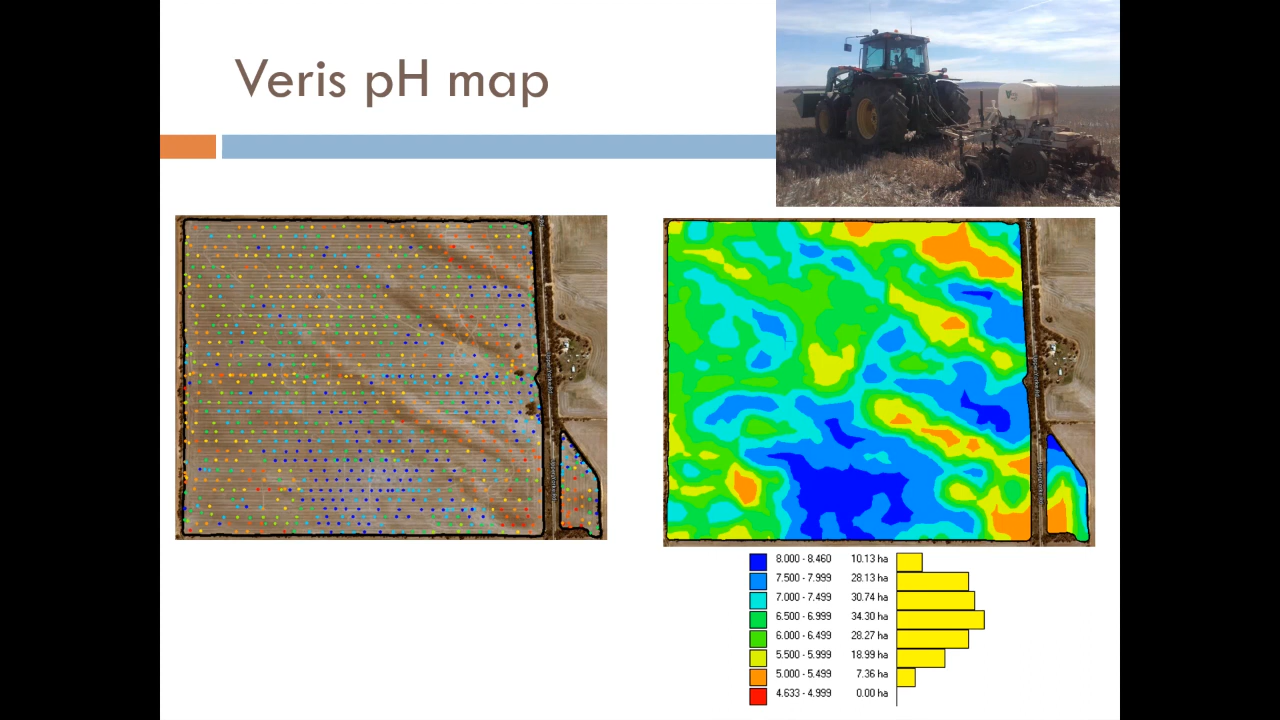 Veris pH map
8.000 - 8.460 10.13 ha
7.500 - 7.999 28.13 ha
7.000 - 7.499 30.74 ha
6.500 - 6.999 34.30 ha
6.000 - 6.499 28.27 ha
5.500 - 5.999 18.99 ha
5.000 - 5.499 7.36 ha
4.633 - 4.999 0.00 ha